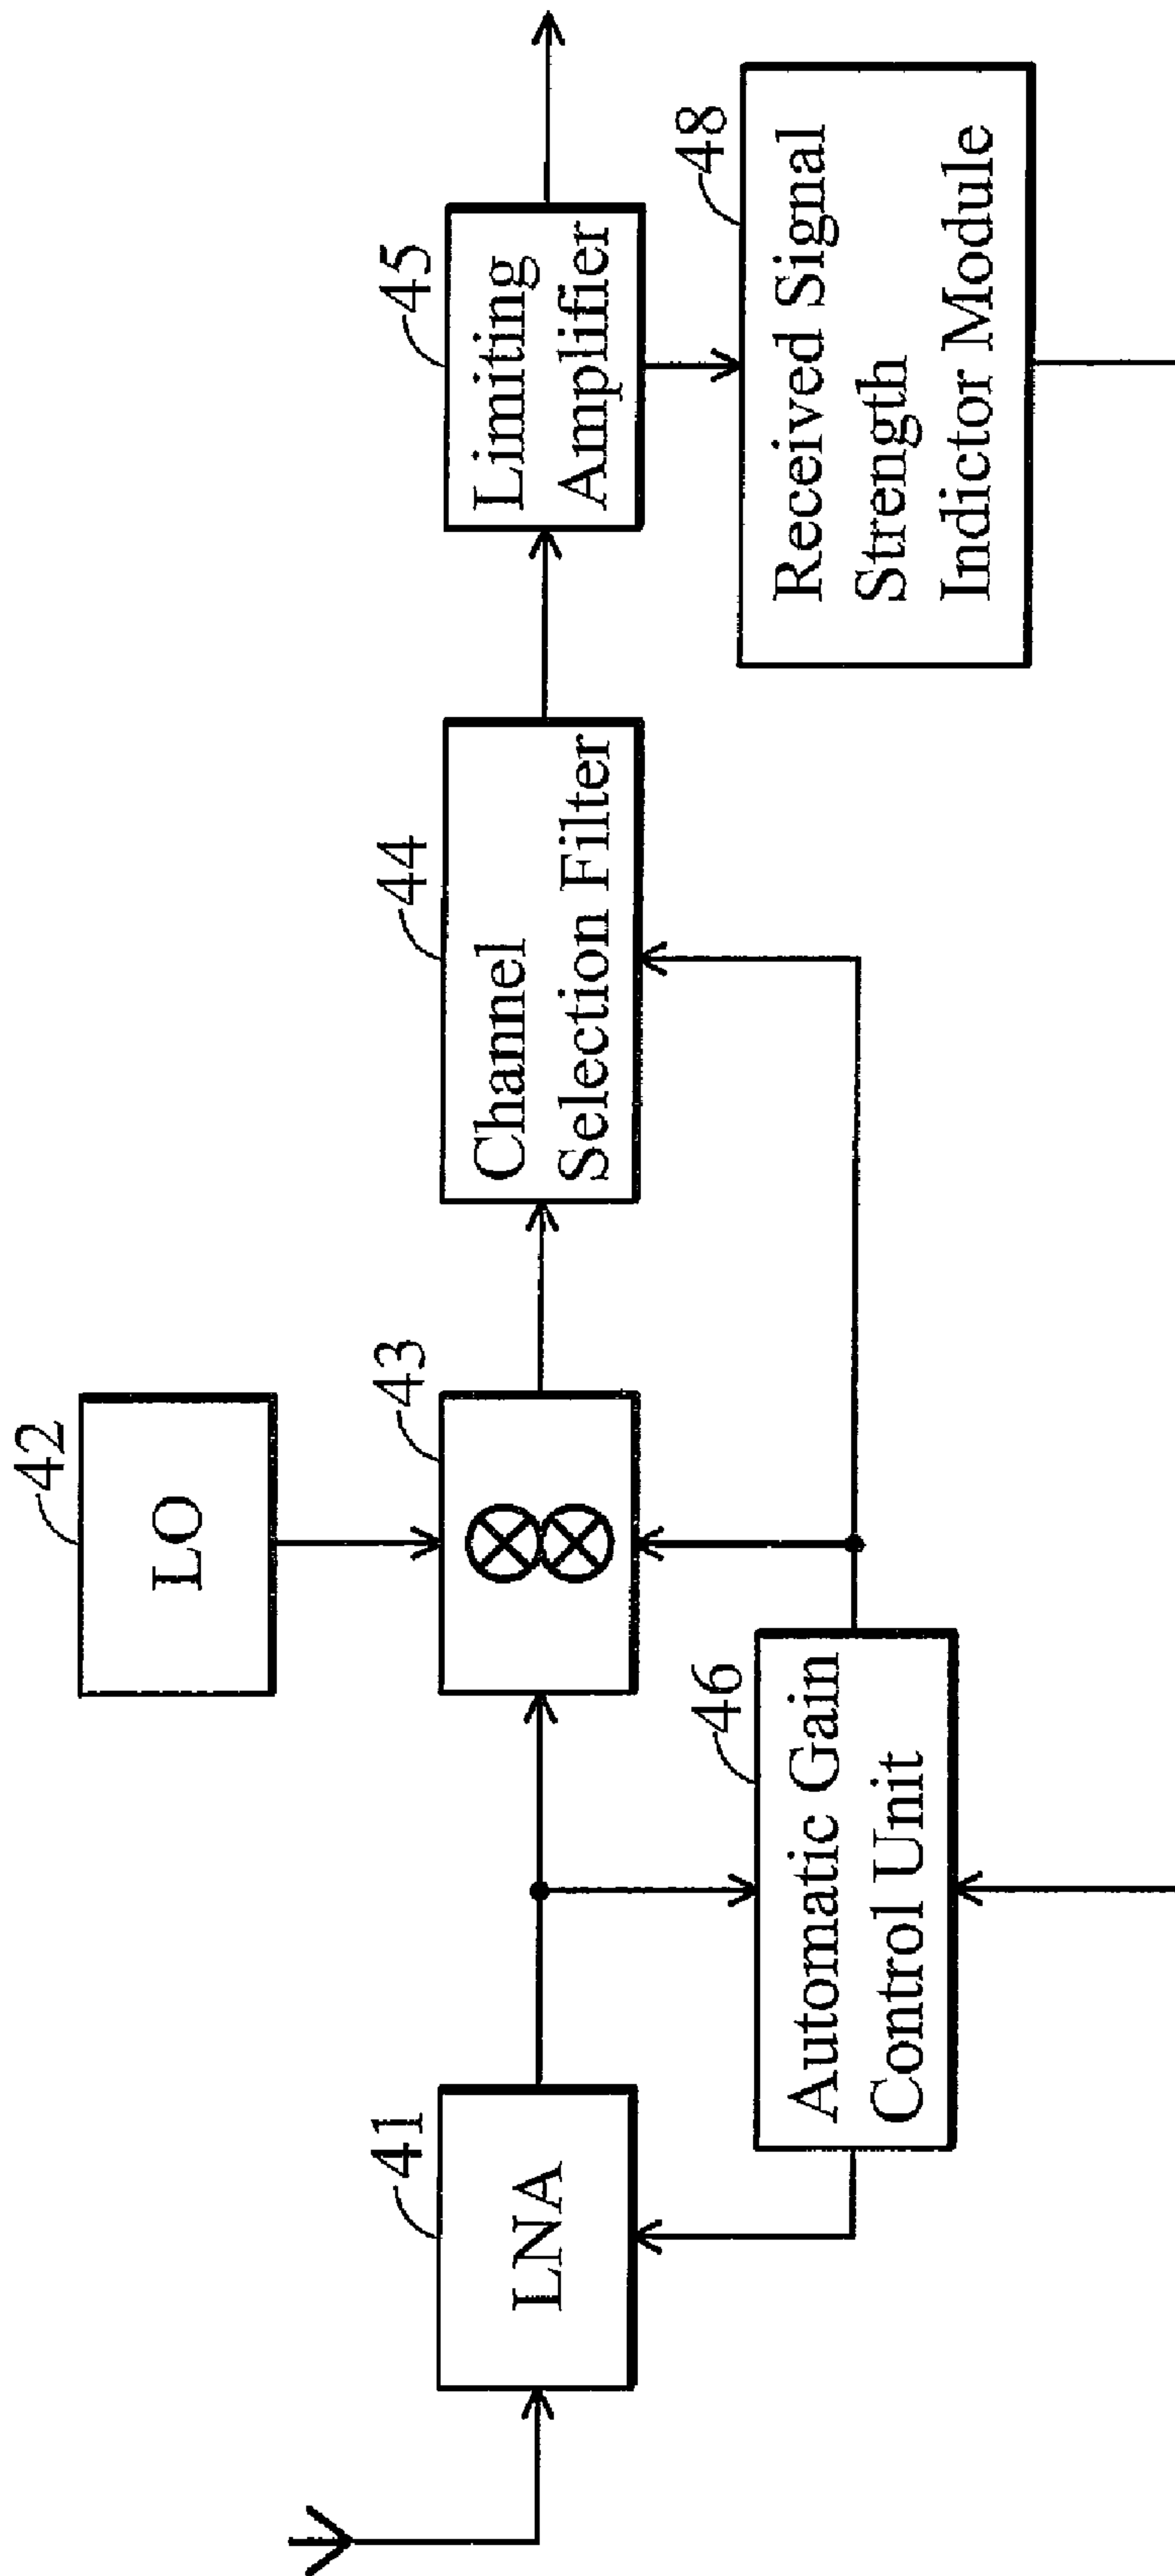 42
LO
41
LNA
43
44
Channel
Selection Filter
45
Limiting
Amplifier
46
Automatic Gain
Control Unit
48
Received Signal
Strength
Indictor Module